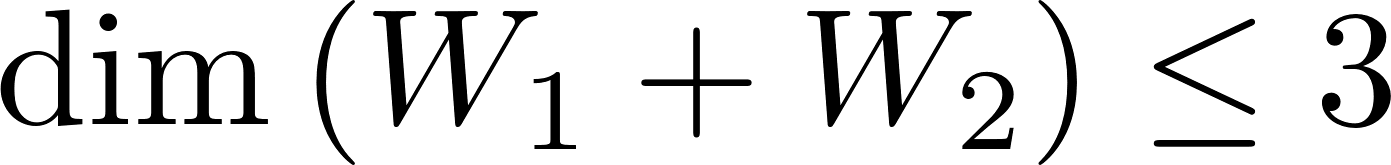 dim (W₁ + W₂) ≤ 3